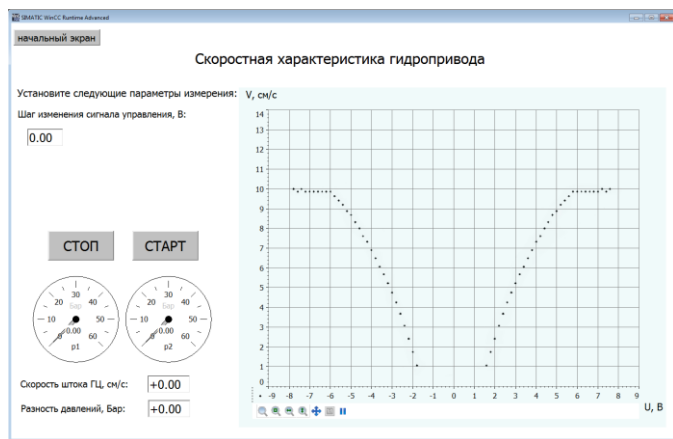 SIMATIC WinCC Runtime Advanced
начальный экран
Скоростная характеристика гидропривода
Установите следующие параметры измерения:
Шаг изменения сигнала управления, В:
0.00
СТОП
СТАРТ
0 10 20 30 40 50 60
Бар
0.00
p1
0 10 20 30 40 50 60
Бар
0.00
p2
Скорость штока ГЦ, см/с:
+0.00
Разность давлений, Бар:
+0.00
V, см/с
14
13
12
11
10
9
8
7
6
5
4
3
2
1
0
-9 -8 -7 -6 -5 -4 -3 -2 -1 0 1 2 3 4 5 6 7 8 9
U, В